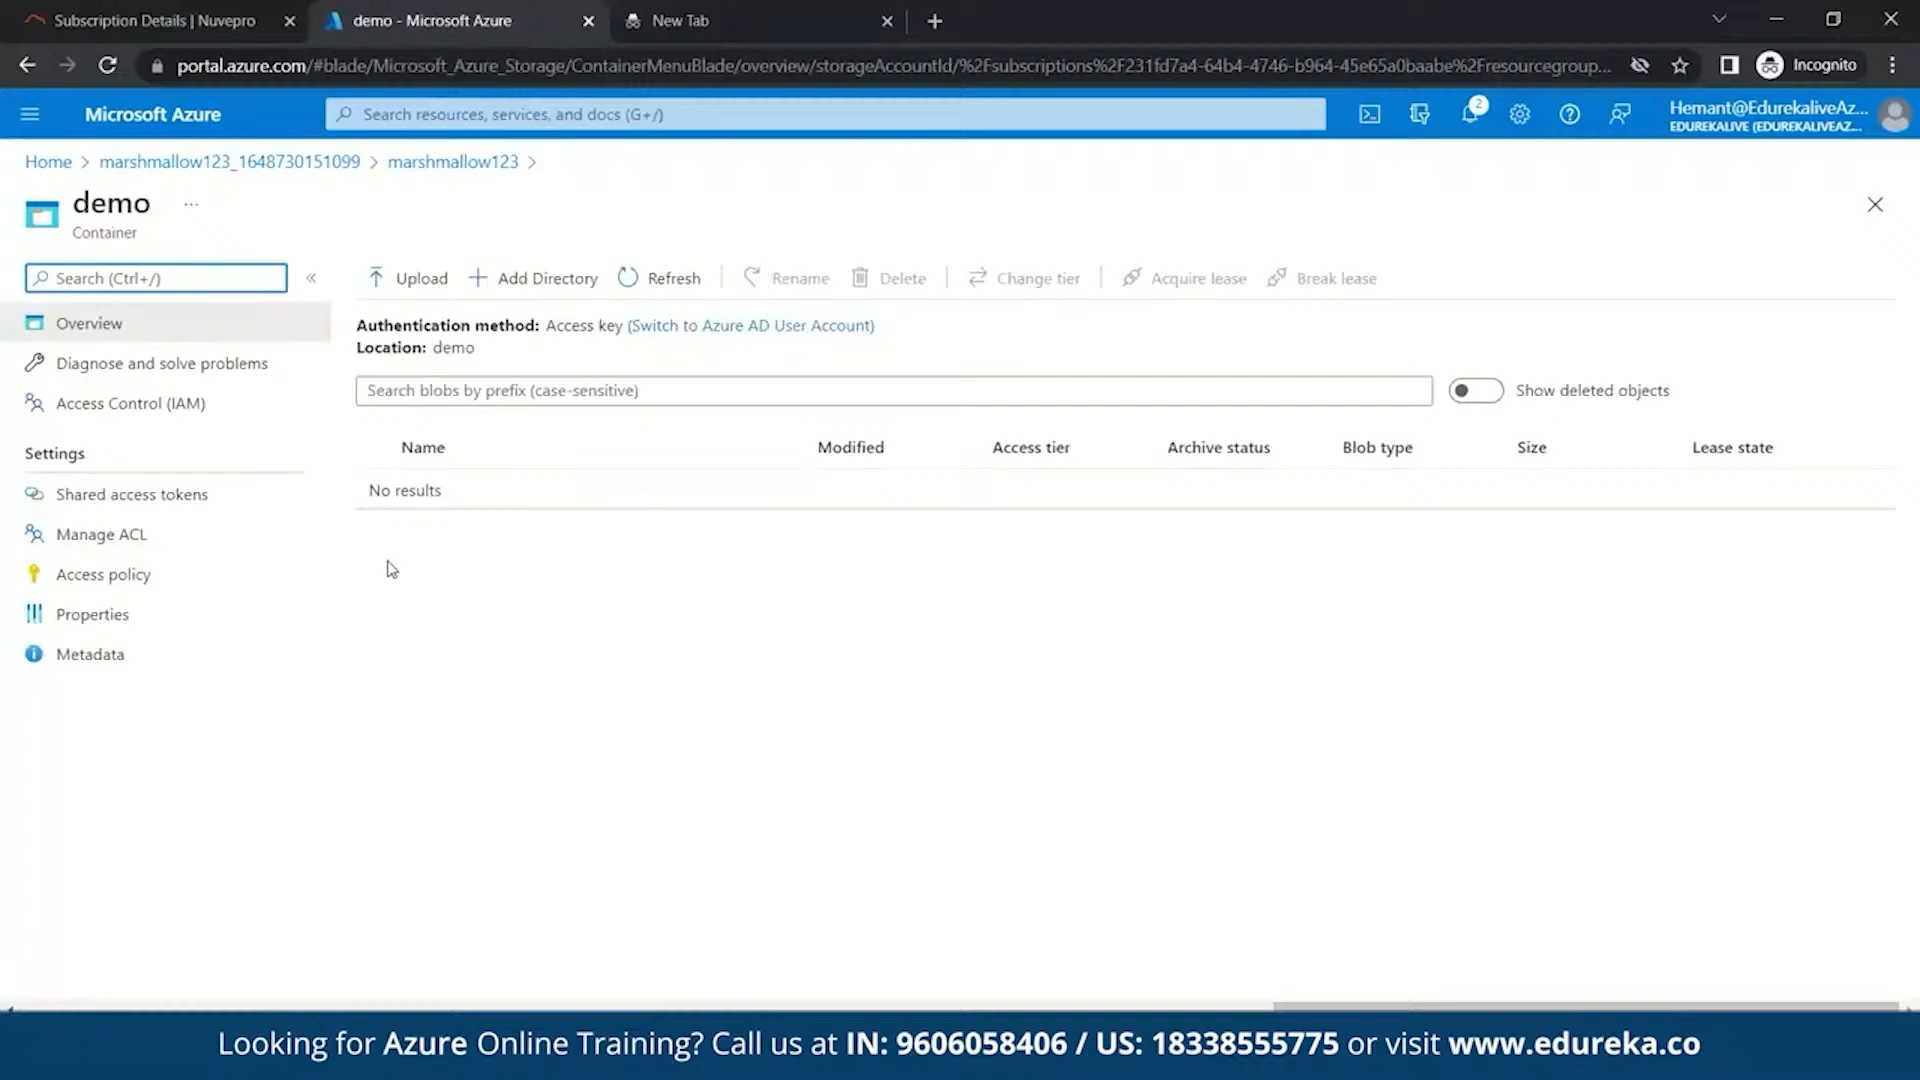 Subscription Details | Nuvepro
demo - Microsoft Azure
New Tab
portal.azure.com/#blade/Microsoft_Azure_Storage/ContainerMenuBlade/overview/storageAccountId/%2Fsubscriptions%2F231fd7a4-64b4-4746-b964-45e65a0baabe%2Fresourcegroup...
Incognito
Microsoft Azure
Search resources, services, and docs (G+/)
2
Hemant@EdurekaliveAz...
EDUREKALIVE (EDUREKALIVEAZ...
Home > marshmallow123_1648730151099 > marshmallow123 >
demo ...
Container
Search (Ctrl+/)
«
Upload
Add Directory
Refresh
Rename
Delete
Change tier
Acquire lease
Break lease
Overview
Diagnose and solve problems
Access Control (IAM)
Settings
Shared access tokens
Manage ACL
Access policy
Properties
Metadata
Authentication method: Access key (Switch to Azure AD User Account)
Location: demo
Search blobs by prefix (case-sensitive)
Show deleted objects
Name Modified Access tier Archive status Blob type Size Lease state
No results
Looking for Azure Online Training? Call us at IN: 9606058406 / US: 18338555775 or visit www.edureka.co